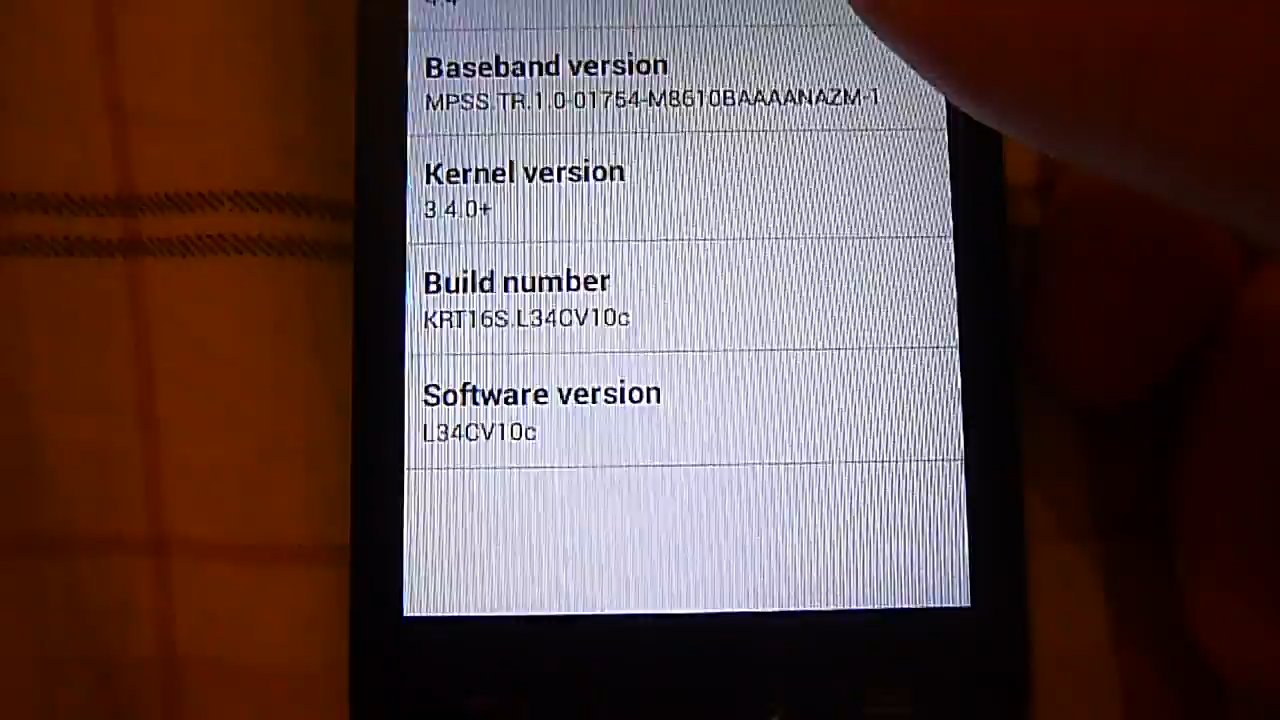 Baseband version
MPSS.TR.1.0-01754-M8610BAAAANAZM-1
Kernel version
3.4.0+
Build number
KRT16S.L34CV10c
Software version
L34CV10c